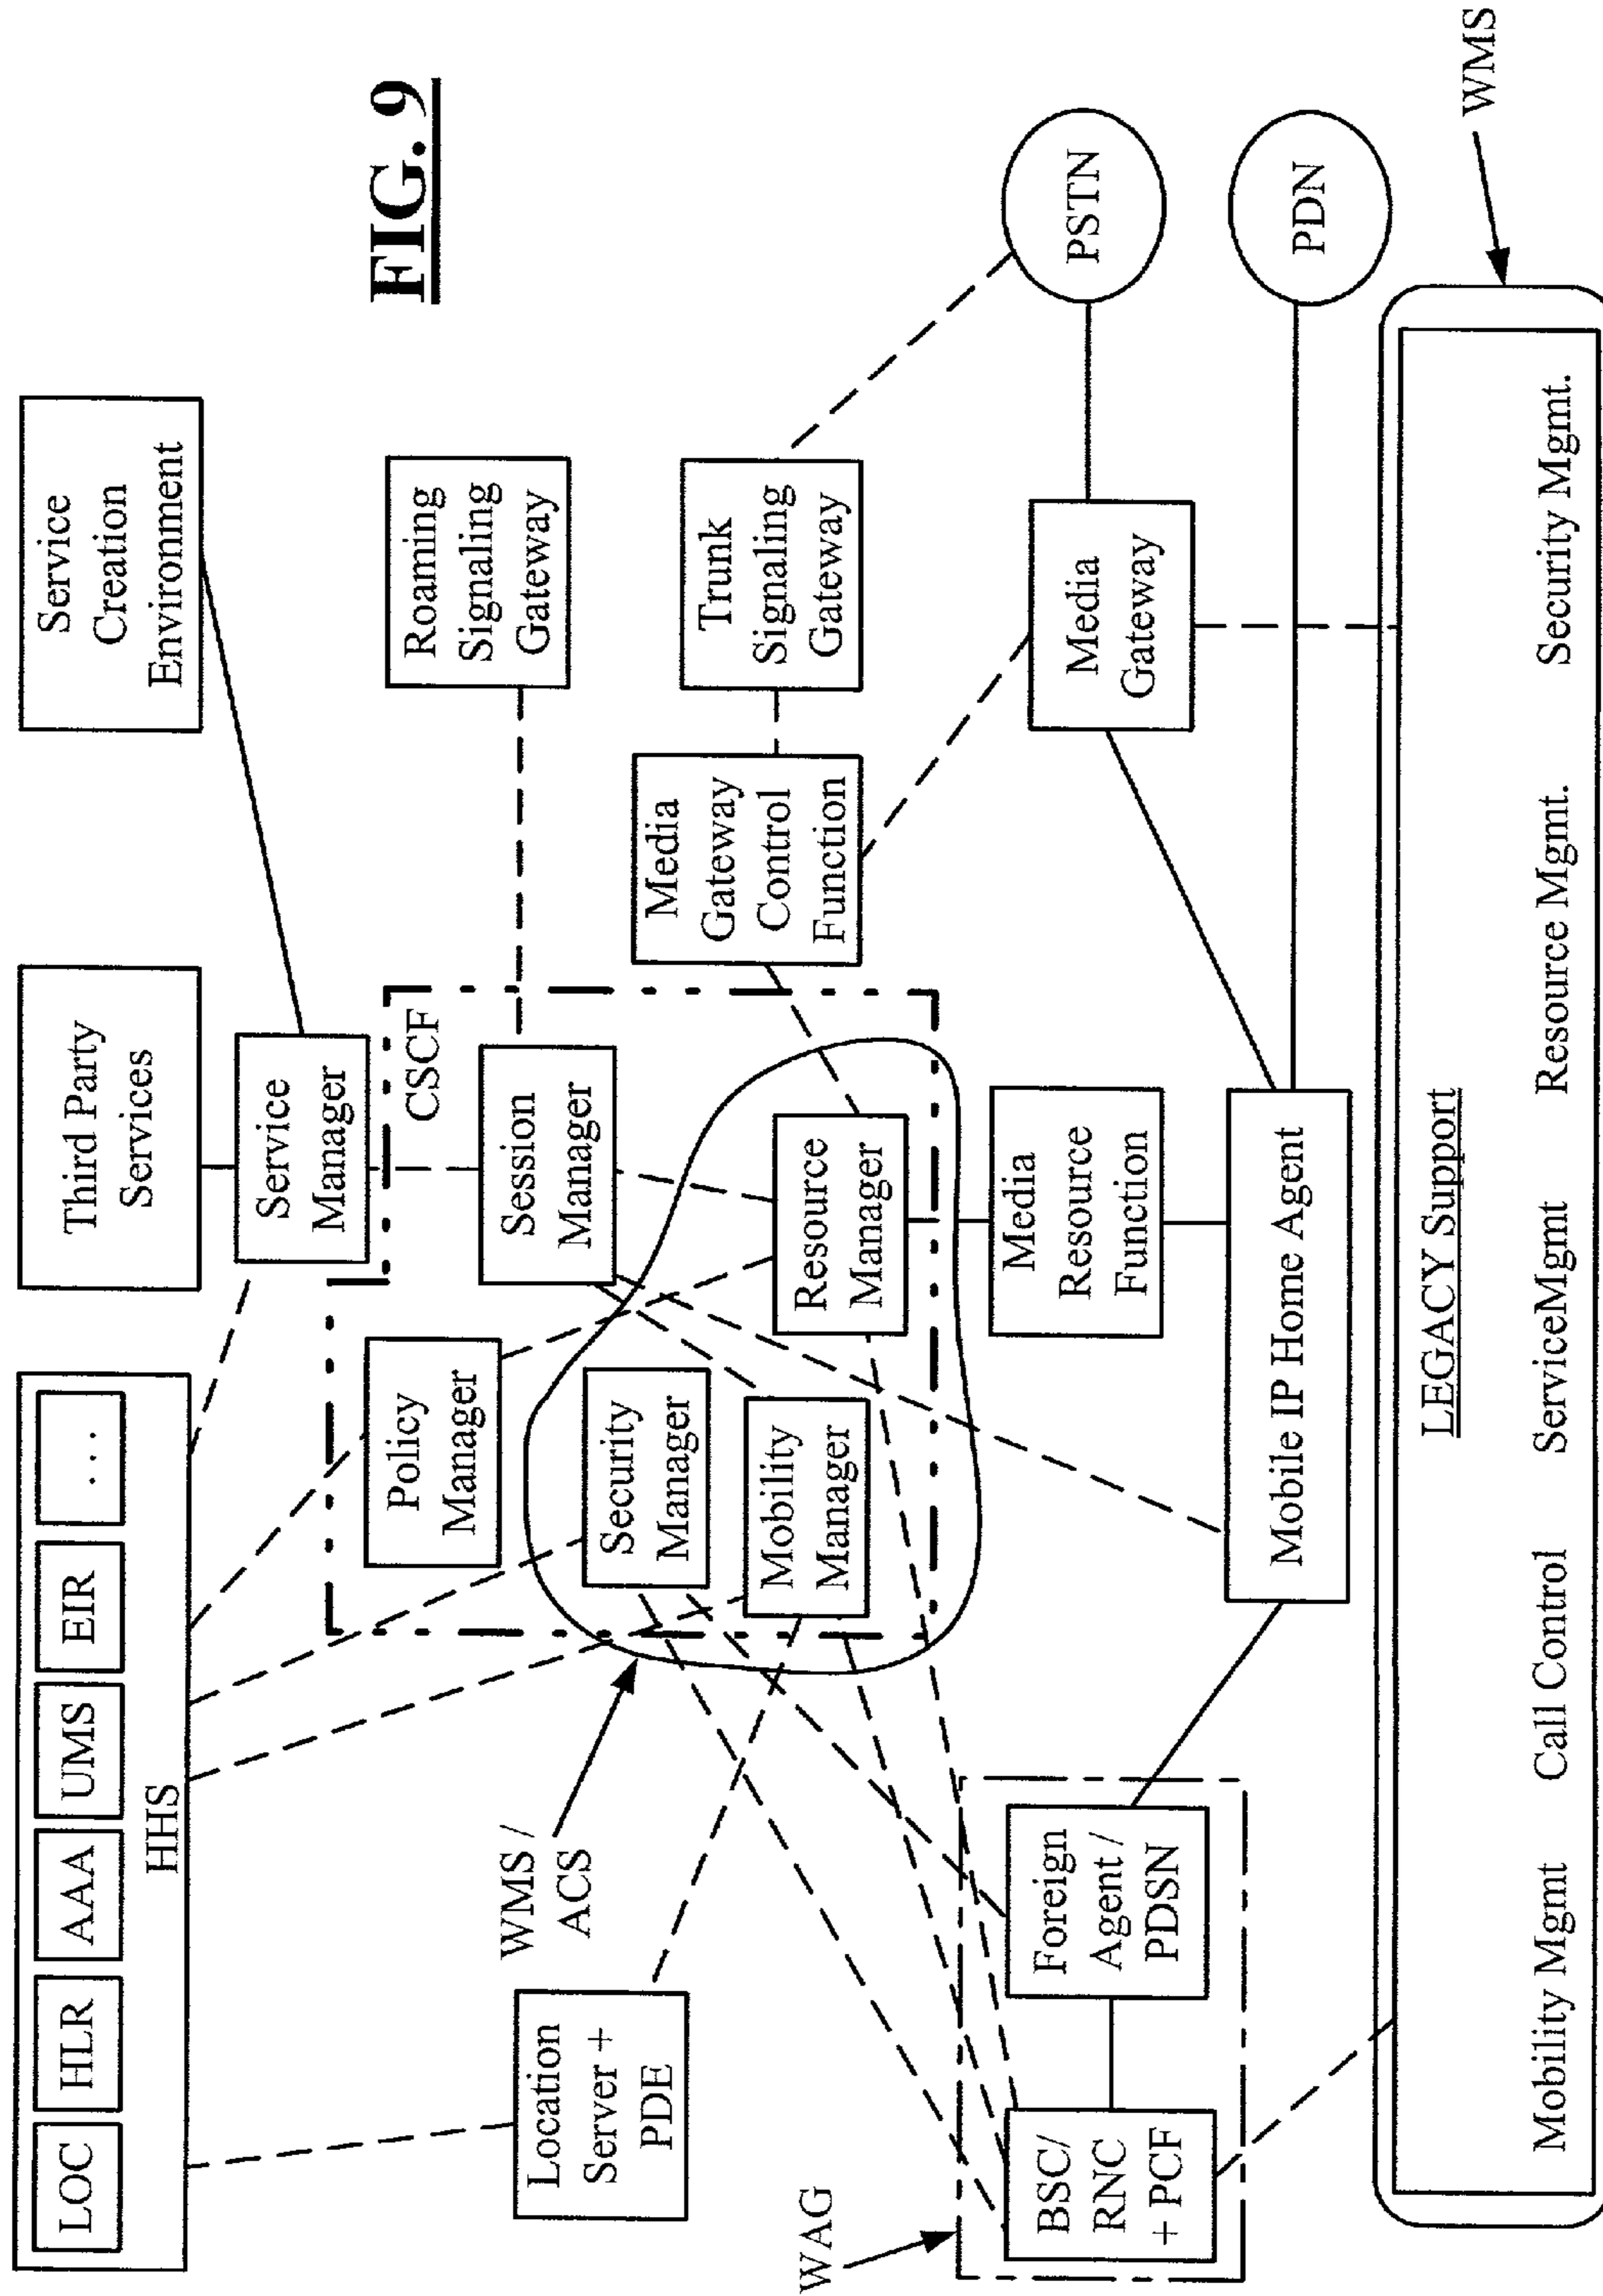 FIG. 9
LOC
HLR
AAA
UMS
EIR
...
HHS
Third Party
Services
Service
Creation
Environment
Service
Manager
CSCF
Policy
Manager
Session
Manager
Roaming
Signaling
Gateway
Location
Server +
PDE
WMS /
ACS
Security
Manager
Mobility
Manager
Resource
Manager
Media
Gateway
Control
Function
Trunk
Signaling
Gateway
WAG
BSC/
RNC
+ PCF
Foreign
Agent /
PDSN
Media
Resource
Function
Media
Gateway
PSTN
Mobile IP Home Agent
PDN
WMS
LEGACY Support
Mobility Mgmt
Call Control
ServiceMgmt
Resource Mgmt.
Security Mgmt.